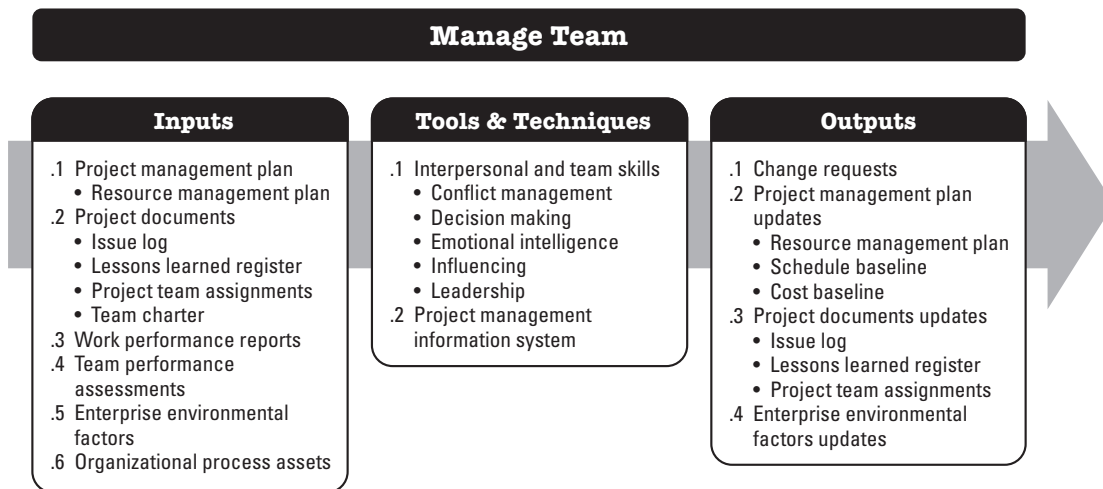 Manage Team
Inputs
.1 Project management plan
• Resource management plan
.2 Project documents
• Issue log
• Lessons learned register
• Project team assignments
• Team charter
.3 Work performance reports
.4 Team performance
assessments
.5 Enterprise environmental
factors
.6 Organizational process assets
Tools & Techniques
.1 Interpersonal and team skills
• Conflict management
• Decision making
• Emotional intelligence
• Influencing
• Leadership
.2 Project management
information system
Outputs
.1 Change requests
.2 Project management plan
updates
• Resource management plan
• Schedule baseline
• Cost baseline
.3 Project documents updates
• Issue log
• Lessons learned register
• Project team assignments
.4 Enterprise environmental
factors updates